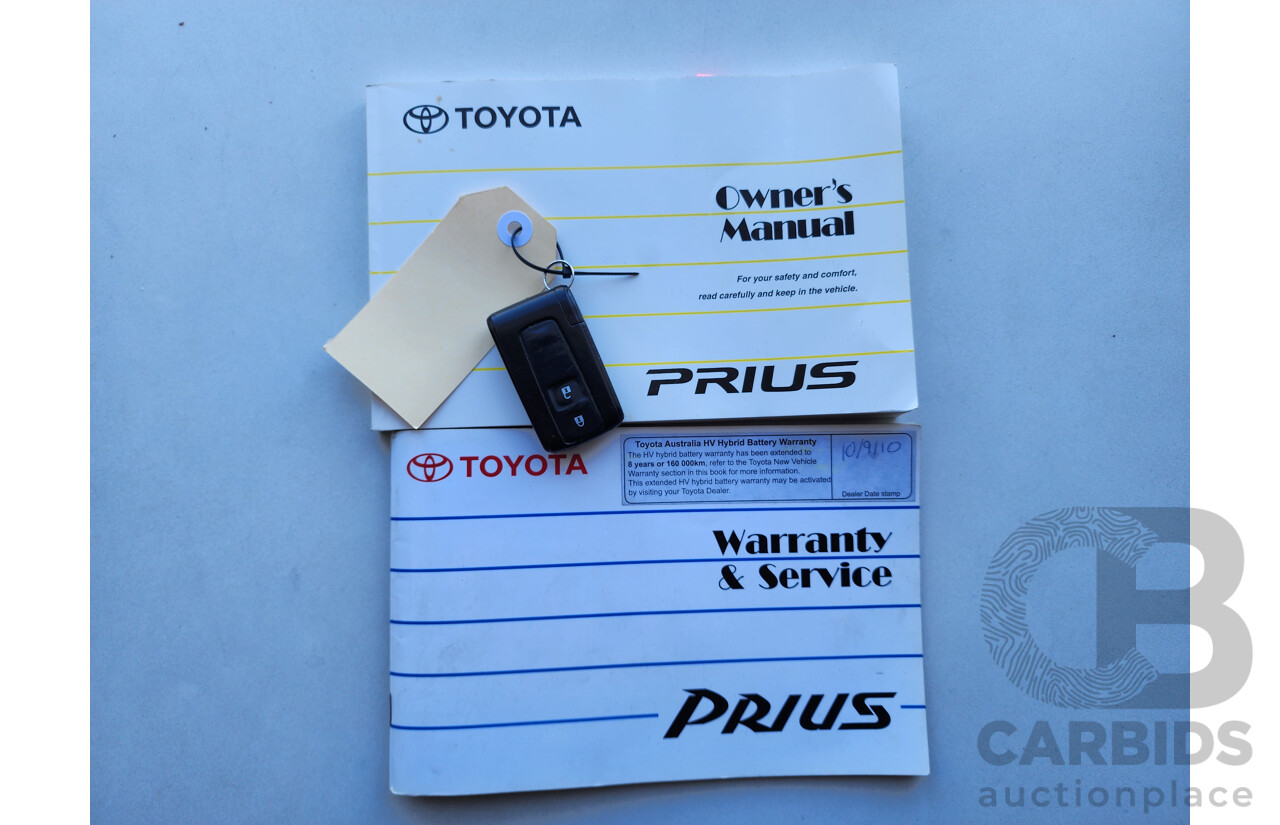 TOYOTA
Owner's
Manual
For your safety and comfort,
read carefully and keep in the vehicle.
PRIUS
Toyota Australia HV Hybrid Battery Warranty
The HV hybrid battery warranty has been extended to
8 years or 160 000km, refer to the Toyota New Vehicle
Warranty section in this book for more information.
This extended HV hybrid battery warranty may be activated
by visiting your Toyota Dealer.
10/9/10
Dealer Date stamp
TOYOTA
Warranty
& Service
PRIUS
CB
CARBIDS
auctionplace